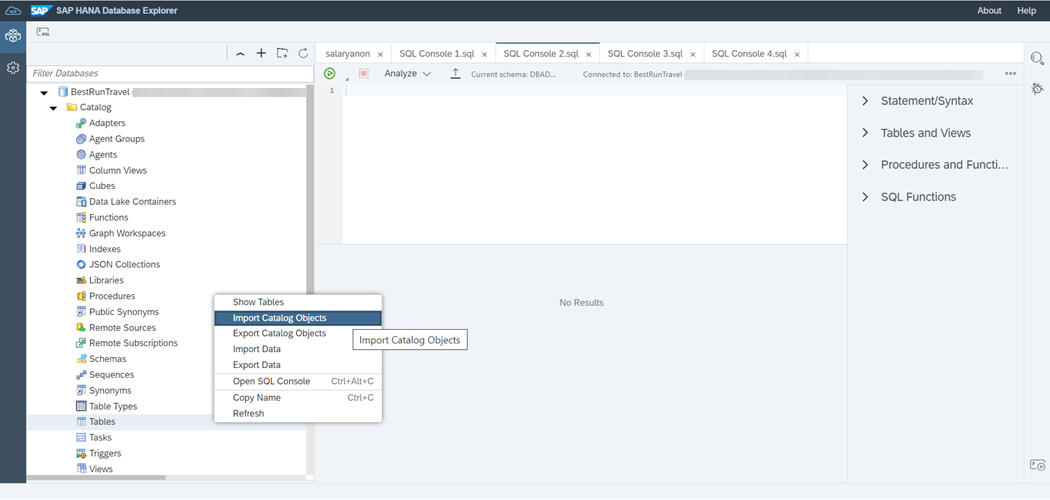 SAP SAP HANA Database Explorer About Help
salaryanon × SQL Console 1.sql × SQL Console 2.sql × SQL Console 3.sql × SQL Console 4.sql ×
Filter Databases
Analyze Current schema: DBAD... Connected to: BestRunTravel
1
BestRunTravel
Catalog
Adapters
Agent Groups
Agents
Column Views
Cubes
Data Lake Containers
Functions
Graph Workspaces
Indexes
JSON Collections
Libraries
Procedures
Public Synonyms
Remote Sources
Remote Subscriptions
Schemas
Sequences
Synonyms
Table Types
Tables
Tasks
Triggers
Views
Show Tables
Import Catalog Objects
Export Catalog Objects
Import Data
Export Data
Open SQL Console Ctrl+Alt+C
Copy Name Ctrl+C
Refresh
Import Catalog Objects
No Results
Statement/Syntax
Tables and Views
Procedures and Functi...
SQL Functions